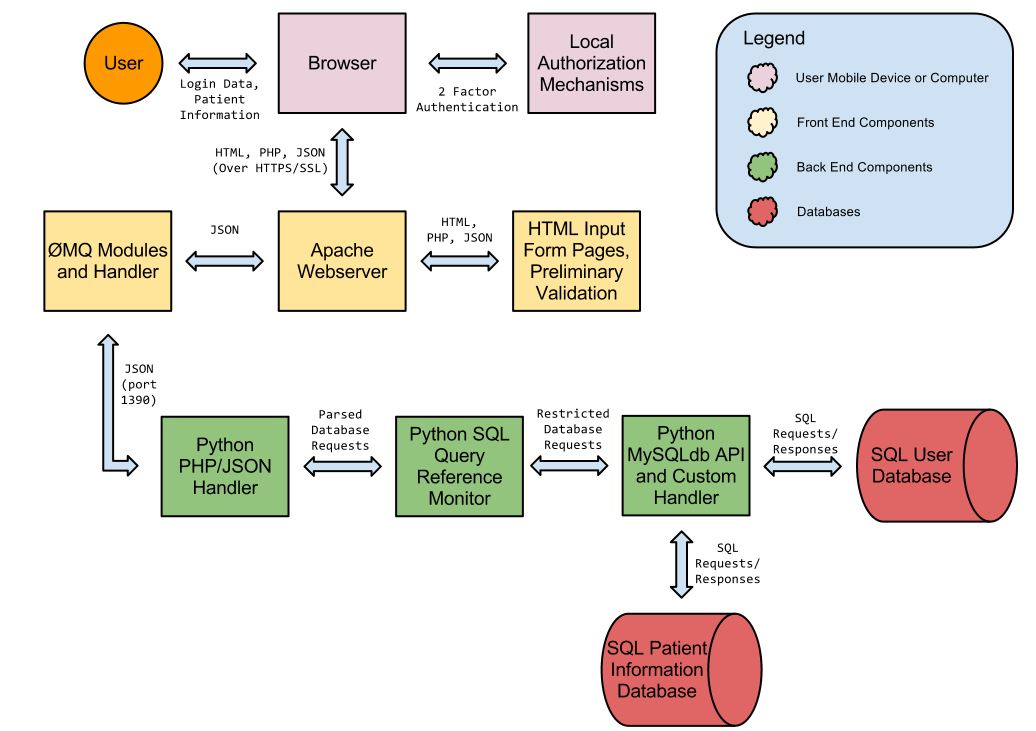 User
Login Data,
Patient
Information
Browser
2 Factor
Authentication
Local
Authorization
Mechanisms
Legend
User Mobile Device or Computer
Front End Components
Back End Components
Databases
HTML, PHP, JSON
(Over HTTPS/SSL)
ØMQ Modules
and Handler
JSON
Apache
Webserver
HTML,
PHP, JSON
HTML Input
Form Pages,
Preliminary
Validation
JSON
(port
1390)
Python
PHP/JSON
Handler
Parsed
Database
Requests
Python SQL
Query
Reference
Monitor
Restricted
Database
Requests
Python
MySQLdb API
and Custom
Handler
SQL
Requests/
Responses
SQL User
Database
SQL
Requests/
Responses
SQL Patient
Information
Database